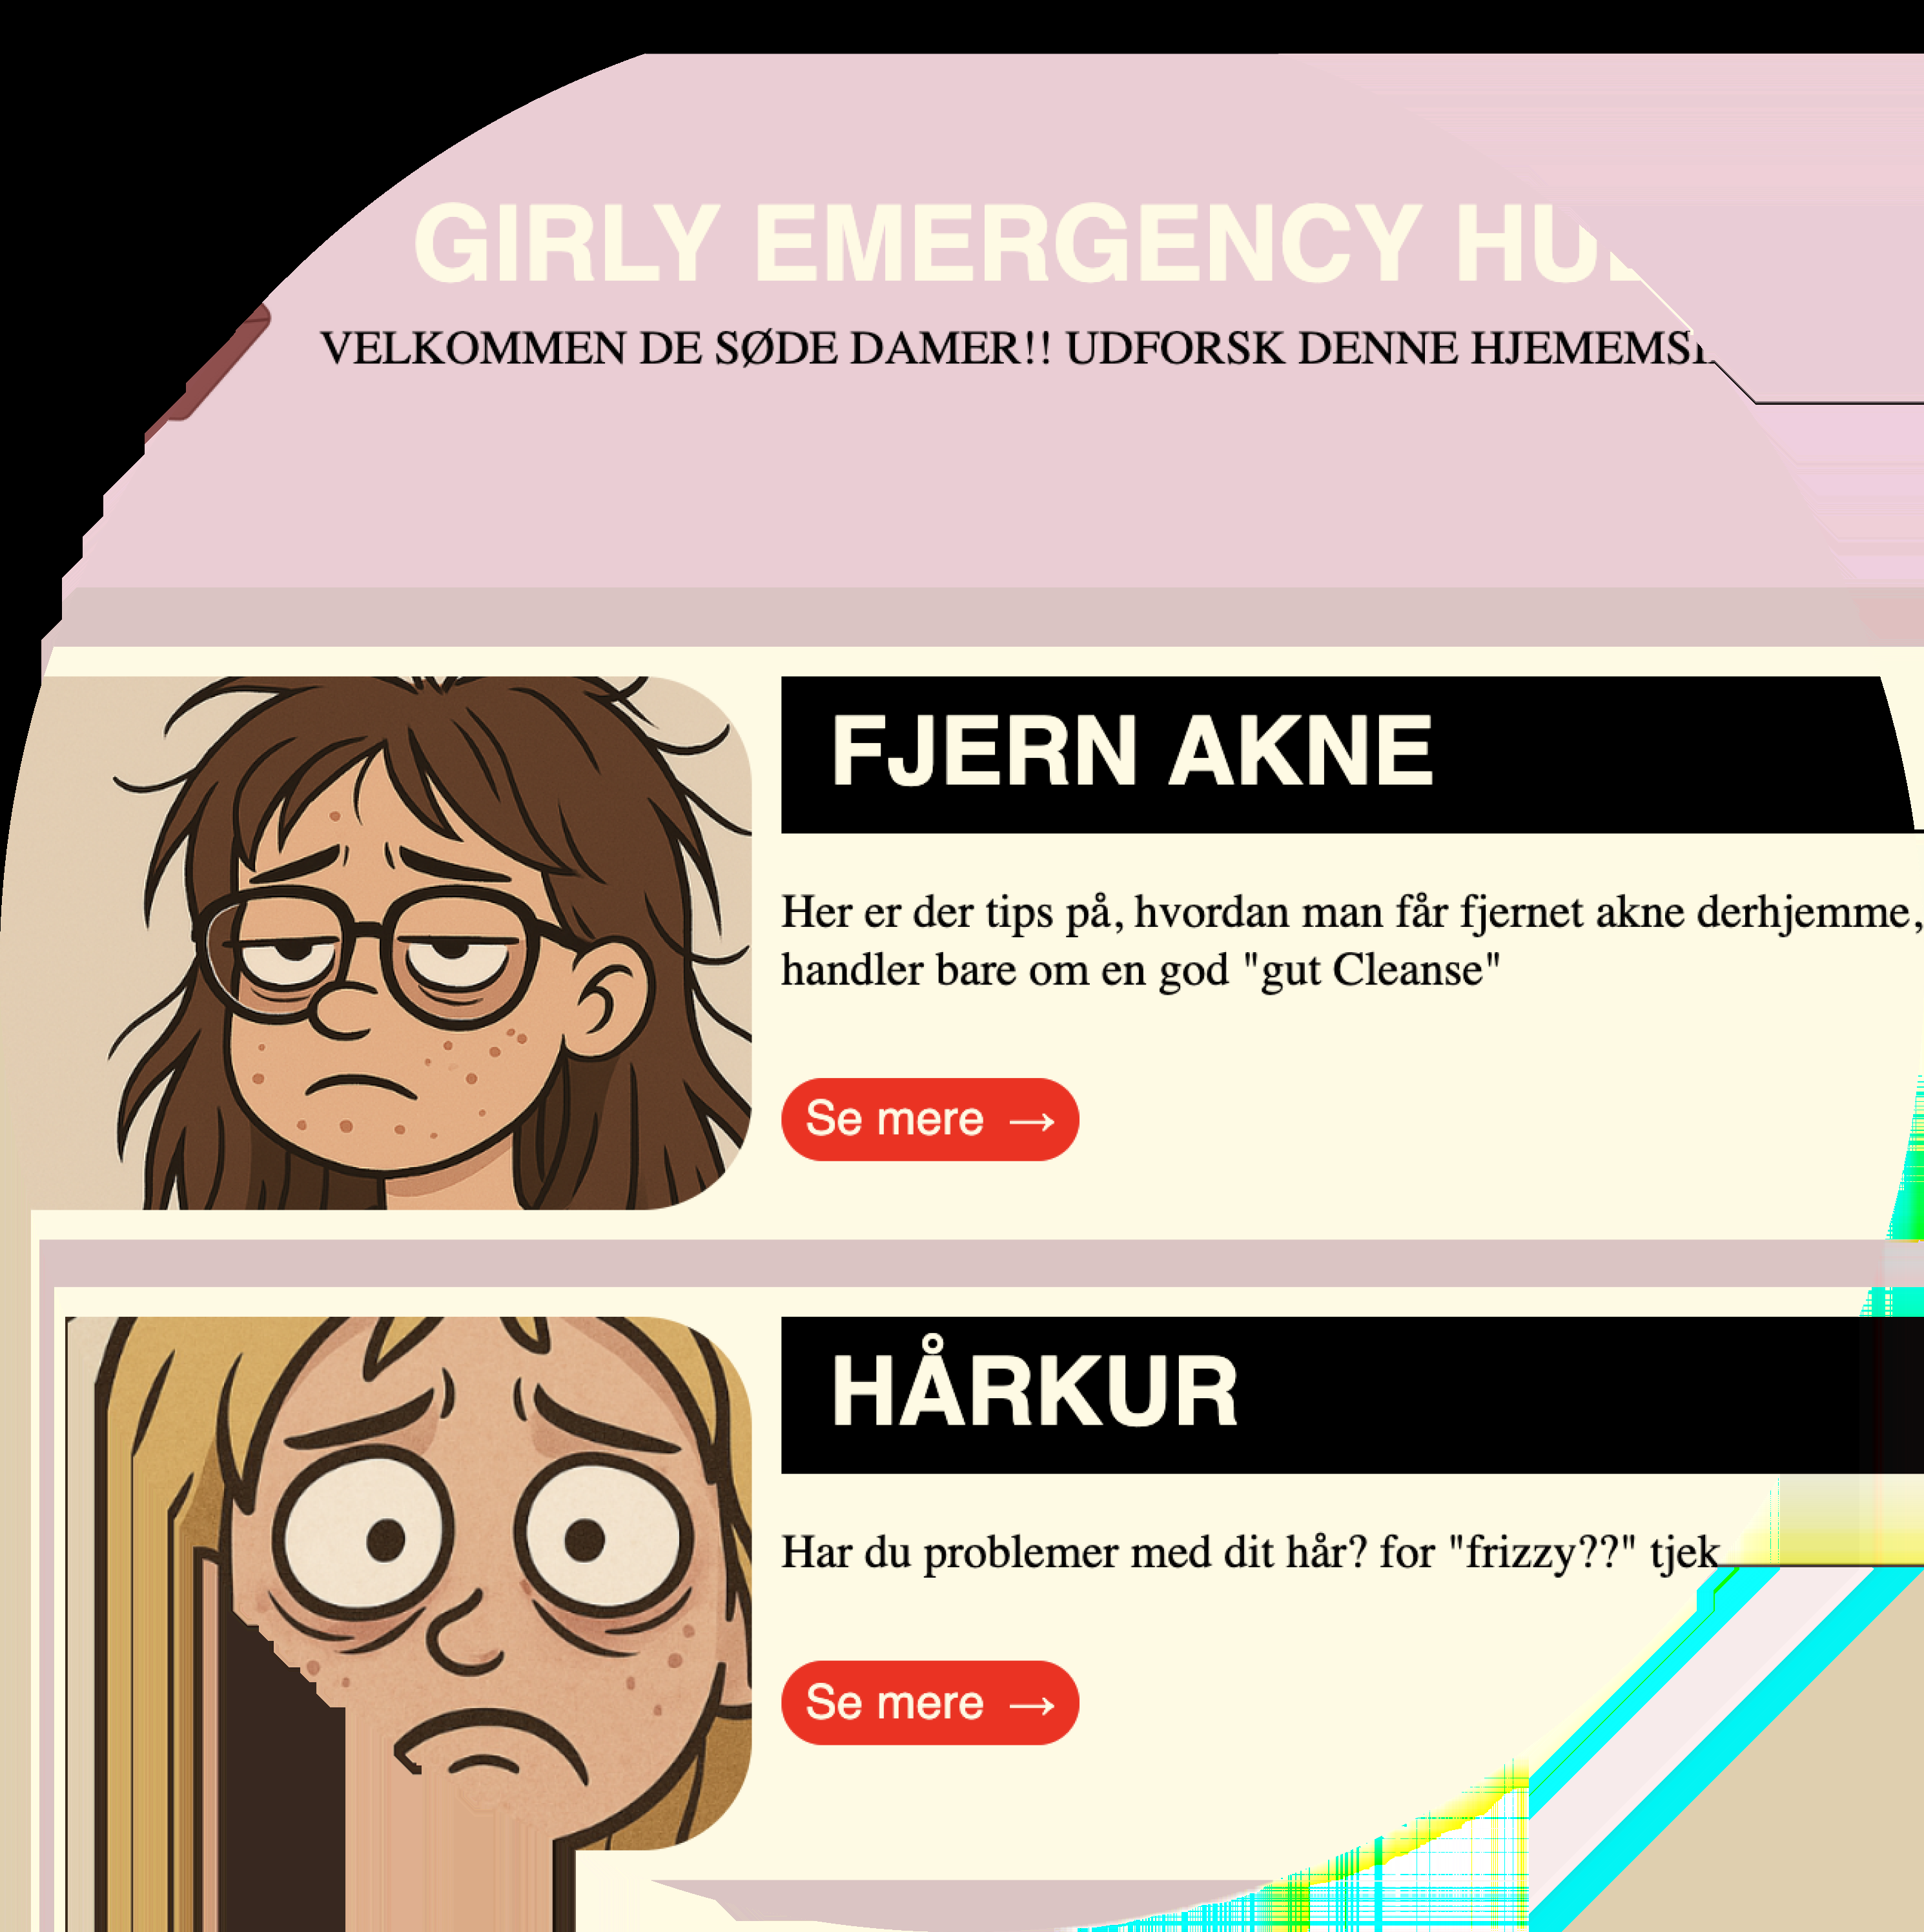 GIRLY EMERGENCY
VELKOMMEN DE SØDE DAMER!! UDFORSK DENNE
FJERN AKNE
Her er der tips på, hvordan man får fjernet akne derhjemme,
handler bare om en god "gut Cleanse"
Se mere →
HÅRKUR
Har du problemer med dit hår? for "frizzy??" tjek
Se mere →